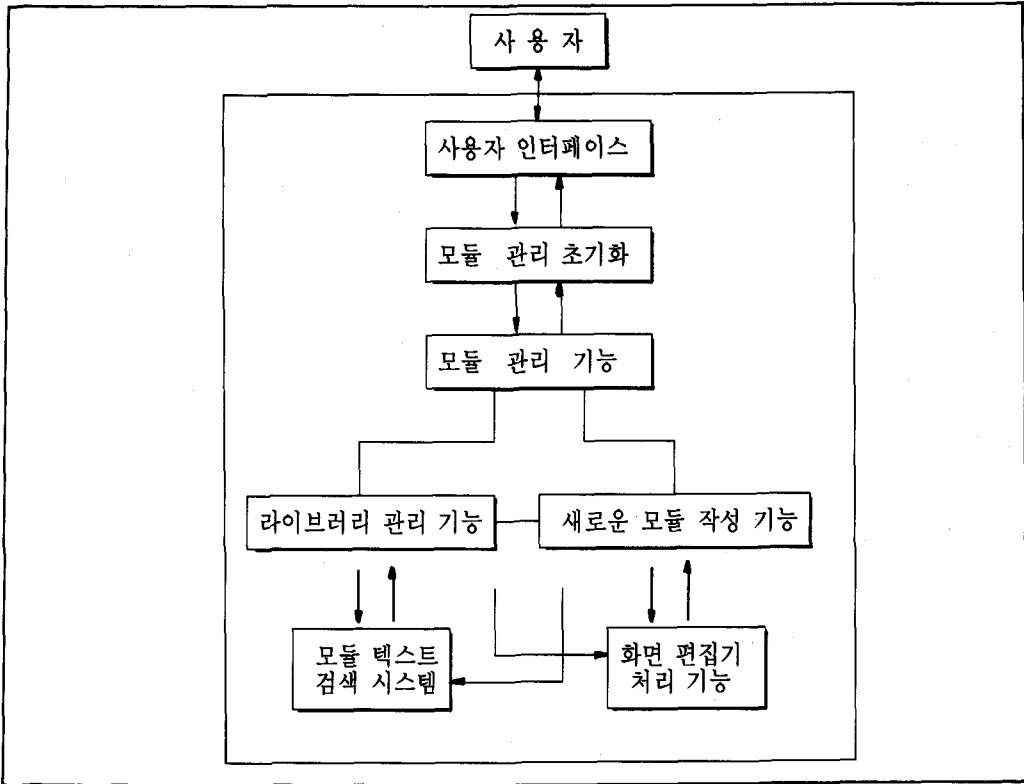 사 용 자
사용자 인터페이스
모듈 관리 초기화
모듈 관리 기능
라이브러리 관리 기능
새로운 모듈 작성 기능
모듈 텍스트
검색 시스템
화면 편집기
처리 기능